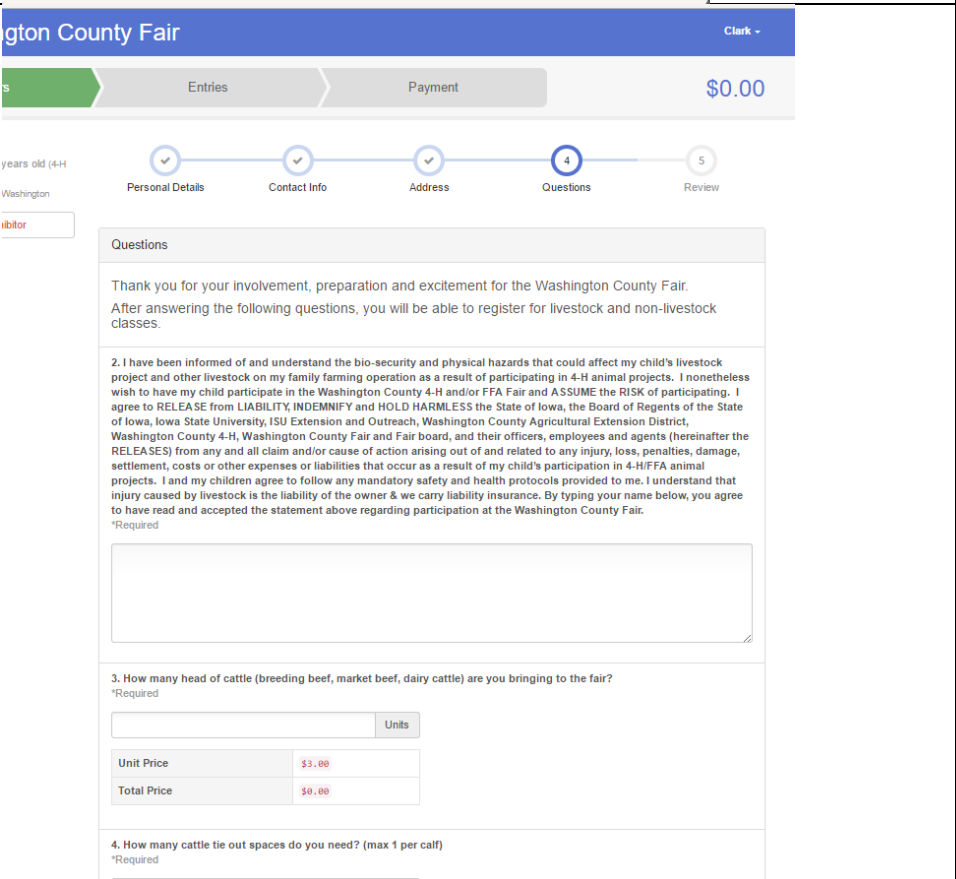 gton County Fair
Clark
rs
Entries
Payment
$0.00
years old (4-H
Washington
hibitor
4
5
Personal Details
Contact Info
Address
Questions
Review
Questions
Thank you for your involvement, preparation and excitement for the Washington County Fair.
After answering the following questions, you will be able to register for livestock and non-livestock
classes.
2. I have been informed of and understand the bio-security and physical hazards that could affect my child's livestock
project and other livestock on my family farming operation as a result of participating in 4-H animal projects. I nonetheless
wish to have my child participate in the Washington County 4-H and/or FFA Fair and ASSUME the RISK of participating. I
agree to RELEASE from LIABILITY, INDEMNIFY and HOLD HARMLESS the State of Iowa, the Board of Regents of the State
of Iowa, Iowa State University, ISU Extension and Outreach, Washington County Agricultural Extension District,
Washington County 4-H, Washington County Fair and Fair board, and their officers, employees and agents (hereinafter the
RELEASES) from any and all claim and/or cause of action arising out of and related to any injury, loss, penalties, damage,
settlement, costs or other expenses or liabilities that occur as a result of my child's participation in 4-H/FFA animal
projects. I and my children agree to follow any mandatory safety and health protocols provided to me. I understand that
injury caused by livestock is the liability of the owner & we carry liability insurance. By typing your name below, you agree
to have read and accepted the statement above regarding participation at the Washington County Fair.
*Required
3. How many head of cattle (breeding beef, market beef, dairy cattle) are you bringing to the fair?
*Required
Units
Unit Price $3.00
Total Price $0.00
4. How many cattle tie out spaces do you need? (max 1 per calf)
*Required